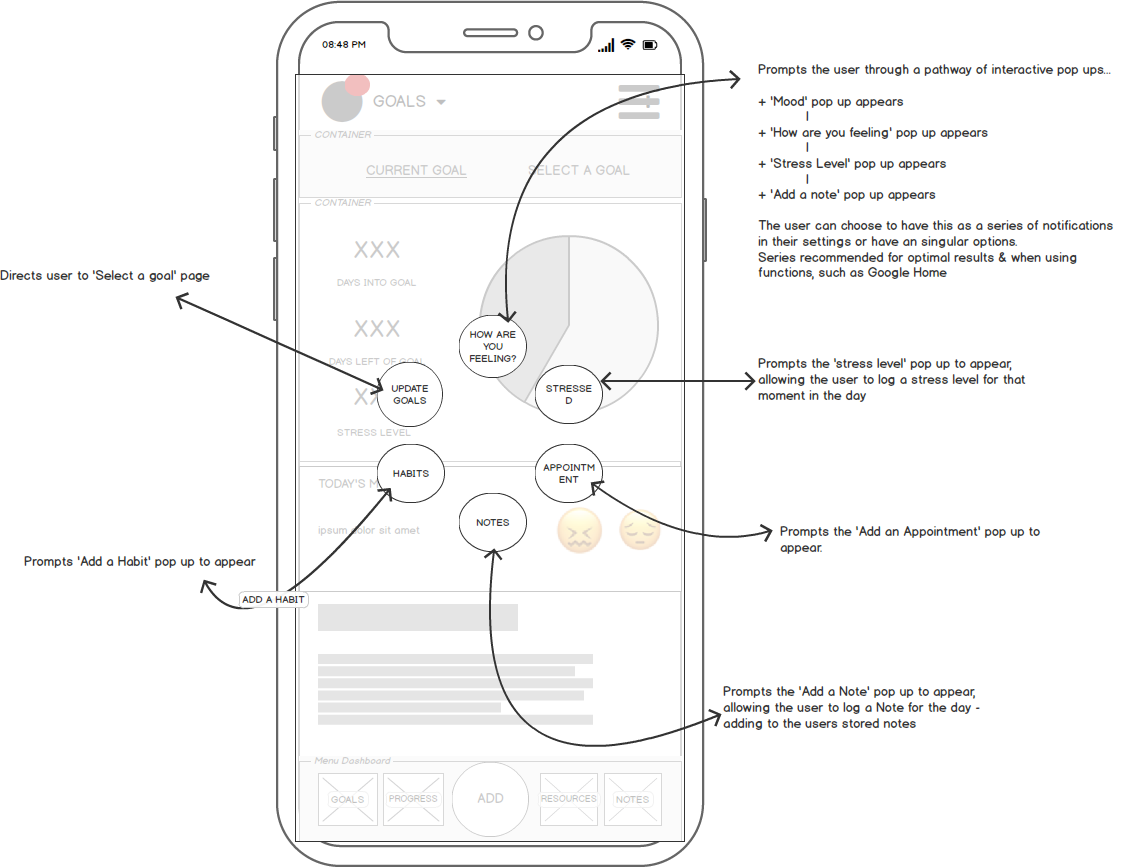 08:48 PM
GOALS
CONTAINER
CURRENT GOAL
SELECT A GOAL
CONTAINER
XXX
DAYS INTO GOAL
XXX
DAYS LEFT OF GOAL
STRESS LEVEL
HOW ARE
YOU
FEELING?
UPDATE
GOALS
STRESSE
D
HABITS
APPOINTM
ENT
NOTES
TODAY'S
ipsum dolor sit amet
ADD A HABIT
Menu Dashboard
GOALS
PROGRESS
ADD
RESOURCES
NOTES
Directs user to 'Select a goal' page
Prompts 'Add a Habit' pop up to appear
Prompts the user through a pathway of interactive pop ups...
+ 'Mood' pop up appears
+ 'How are you feeling' pop up appears
+ 'Stress Level' pop up appears
+ 'Add a note' pop up appears
The user can choose to have this as a series of notifications
in their settings or have an singular options.
Series recommended for optimal results & when using
functions, such as Google Home
Prompts the 'stress level' pop up to appear,
allowing the user to log a stress level for that
moment in the day
Prompts the 'Add an Appointment' pop up to
appear.
Prompts the 'Add a Note' pop up to appear,
allowing the user to log a Note for the day -
adding to the users stored notes